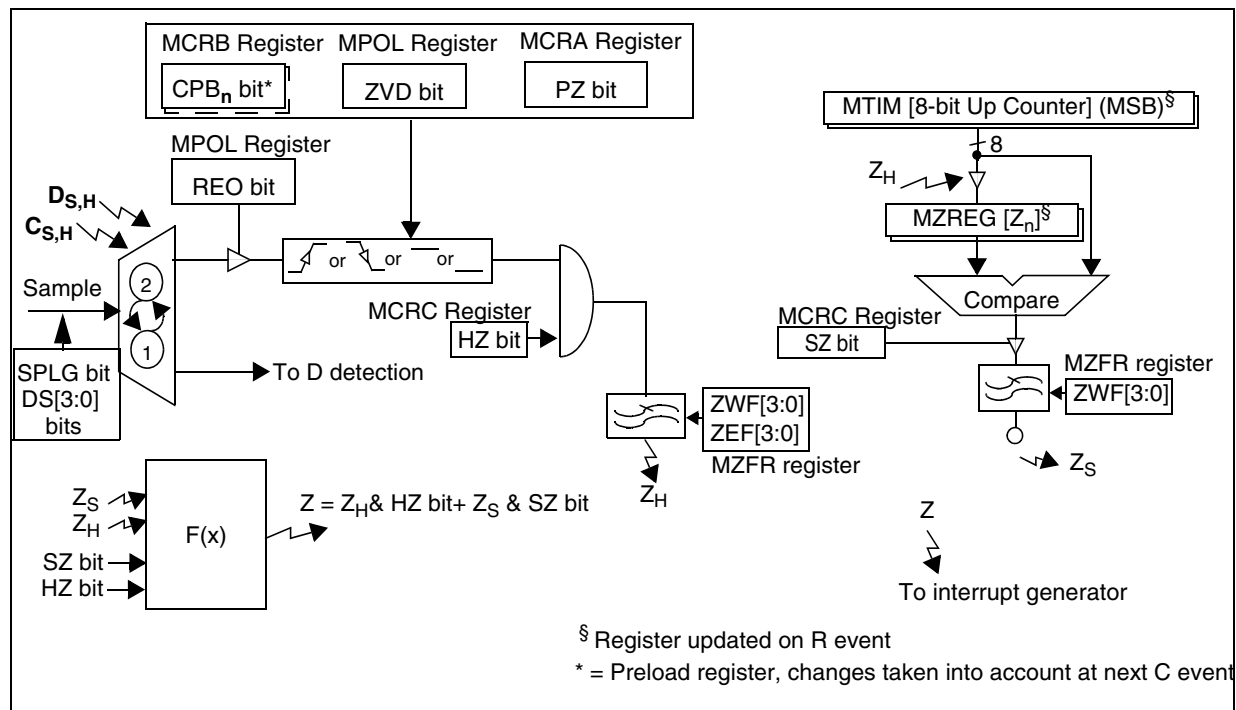 MCRB Register
MPOL Register
MCRA Register
CPBn bit*
ZVD bit
PZ bit
MPOL Register
REO bit
DS,H
CS,H
Sample
2
1
SPLG bit
DS[3:0]
bits
or
or
or
MCRC Register
HZ bit
To D detection
ZWF[3:0]
ZEF[3:0]
MZFR register
ZH
MTIM [8-bit Up Counter] (MSB)§
8
ZH
MZREG [Zn]§
Compare
MCRC Register
SZ bit
MZFR register
ZWF[3:0]
ZS
ZS
ZH
SZ bit
HZ bit
F(x)
Z = ZH& HZ bit+ ZS & SZ bit
Z
To interrupt generator
§ Register updated on R event
* = Preload register, changes taken into account at next C event